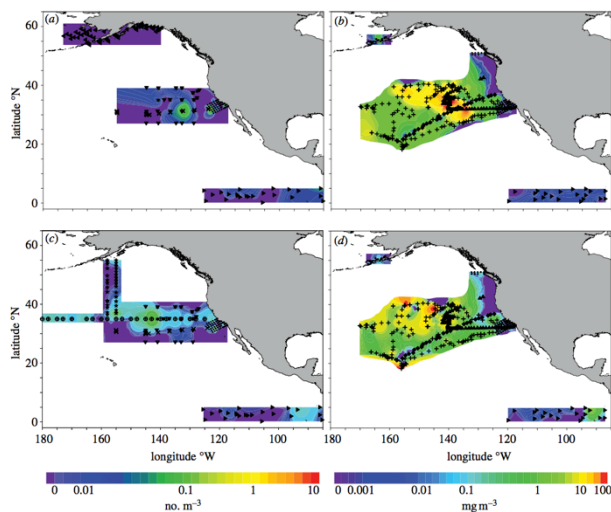 (a) (b)
60
40
20
0
latitude °N
(c) (d)
60
40
20
0
latitude °N
180 160 140 120 100 160 140 120 100
longitude °W longitude °W
0 0.01 0.1 1 10 0 0.001 0.01 0.1 1 10 100
no. m⁻³ mg m⁻³